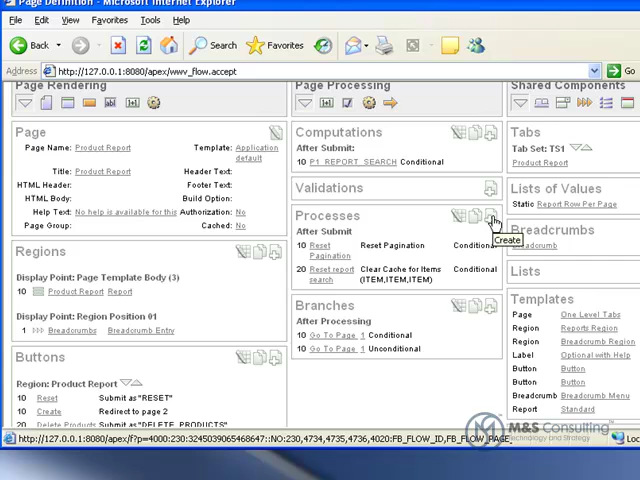 Page Definition - Microsoft Internet Explorer
File Edit View Favorites Tools Help
Back Search Favorites
Address http://127.0.0.1:8080/apex/wwv_flow.accept Go
Page Rendering
Page
Page Name: Product Report Template: Application default
Title: Product Report Header Text:
HTML Header: Footer Text:
HTML Body: Build Option:
Help Text: No help is available for this Authorization: No
Page Group: Cached: No
Regions
Display Point: Page Template Body (3)
10 Product Report Report
Display Point: Region Position 01
1 Breadcrumbs Breadcrumb Entry
Buttons
Region: Product Report
10 Reset Submit as "RESET"
20 Create Redirect to page 2
20 Delete Products Submit as "DELETE_PRODUCTS"
Page Processing
Computations
After Submit:
10 P1_REPORT_SEARCH Conditional
Validations
Processes
After Submit
10 Reset Pagination Reset Pagination Conditional
20 Reset report search Clear Cache for Items (ITEM,ITEM,ITEM) Conditional
Create
Branches
After Processing
10 Go To Page 1 Conditional
10 Go To Page 1 Unconditional
Shared Components
Tabs
Tab Set: TS1
Product Report
Lists of Values
Static Report Row Per Page
Breadcrumbs
Breadcrumb
Lists
Templates
Page One Level Tabs
Region Reports Region
Region Breadcrumb Region
Label Optional with Help
Button Button
Button Button
Breadcrumb Breadcrumb Menu
Report Standard
M&S Consulting
Technology and Strategy
http://127.0.0.1:8080/apex/f?p=4000:230:3245039065468647::NO:230,4734,4735,4736,4020:FB_FLOW_ID,FB_FLOW_PAGE_